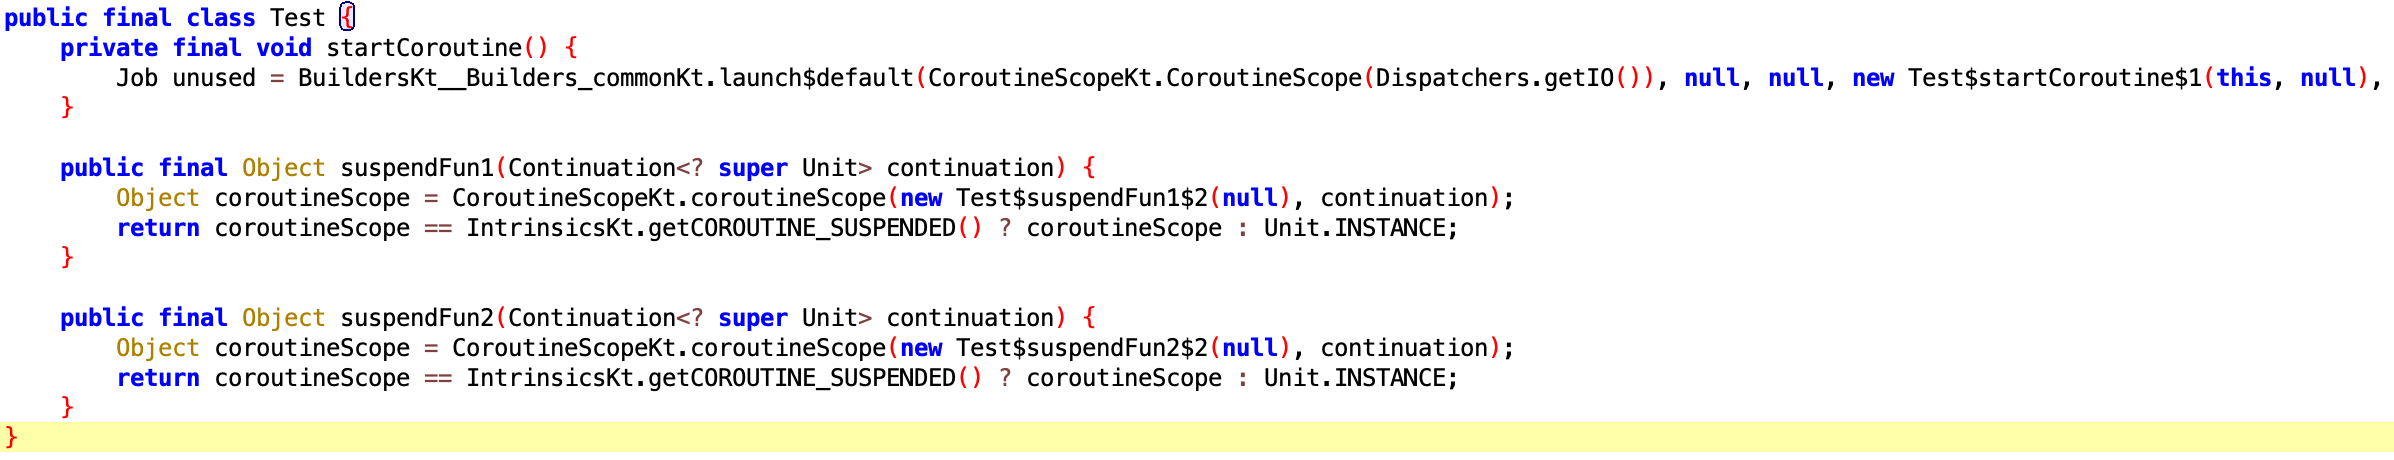 public final class Test {
    private final void startCoroutine() {
        Job unused = BuildersKt__Builders_commonKt.launch$default(CoroutineScopeKt.CoroutineScope(Dispatchers.getIO()), null, null, new Test$startCoroutine$1(this, null),
    }

    public final Object suspendFun1(Continuation<? super Unit> continuation) {
        Object coroutineScope = CoroutineScopeKt.coroutineScope(new Test$suspendFun1$2(null), continuation);
        return coroutineScope == IntrinsicsKt.getCOROUTINE_SUSPENDED() ? coroutineScope : Unit.INSTANCE;
    }

    public final Object suspendFun2(Continuation<? super Unit> continuation) {
        Object coroutineScope = CoroutineScopeKt.coroutineScope(new Test$suspendFun2$2(null), continuation);
        return coroutineScope == IntrinsicsKt.getCOROUTINE_SUSPENDED() ? coroutineScope : Unit.INSTANCE;
    }
}